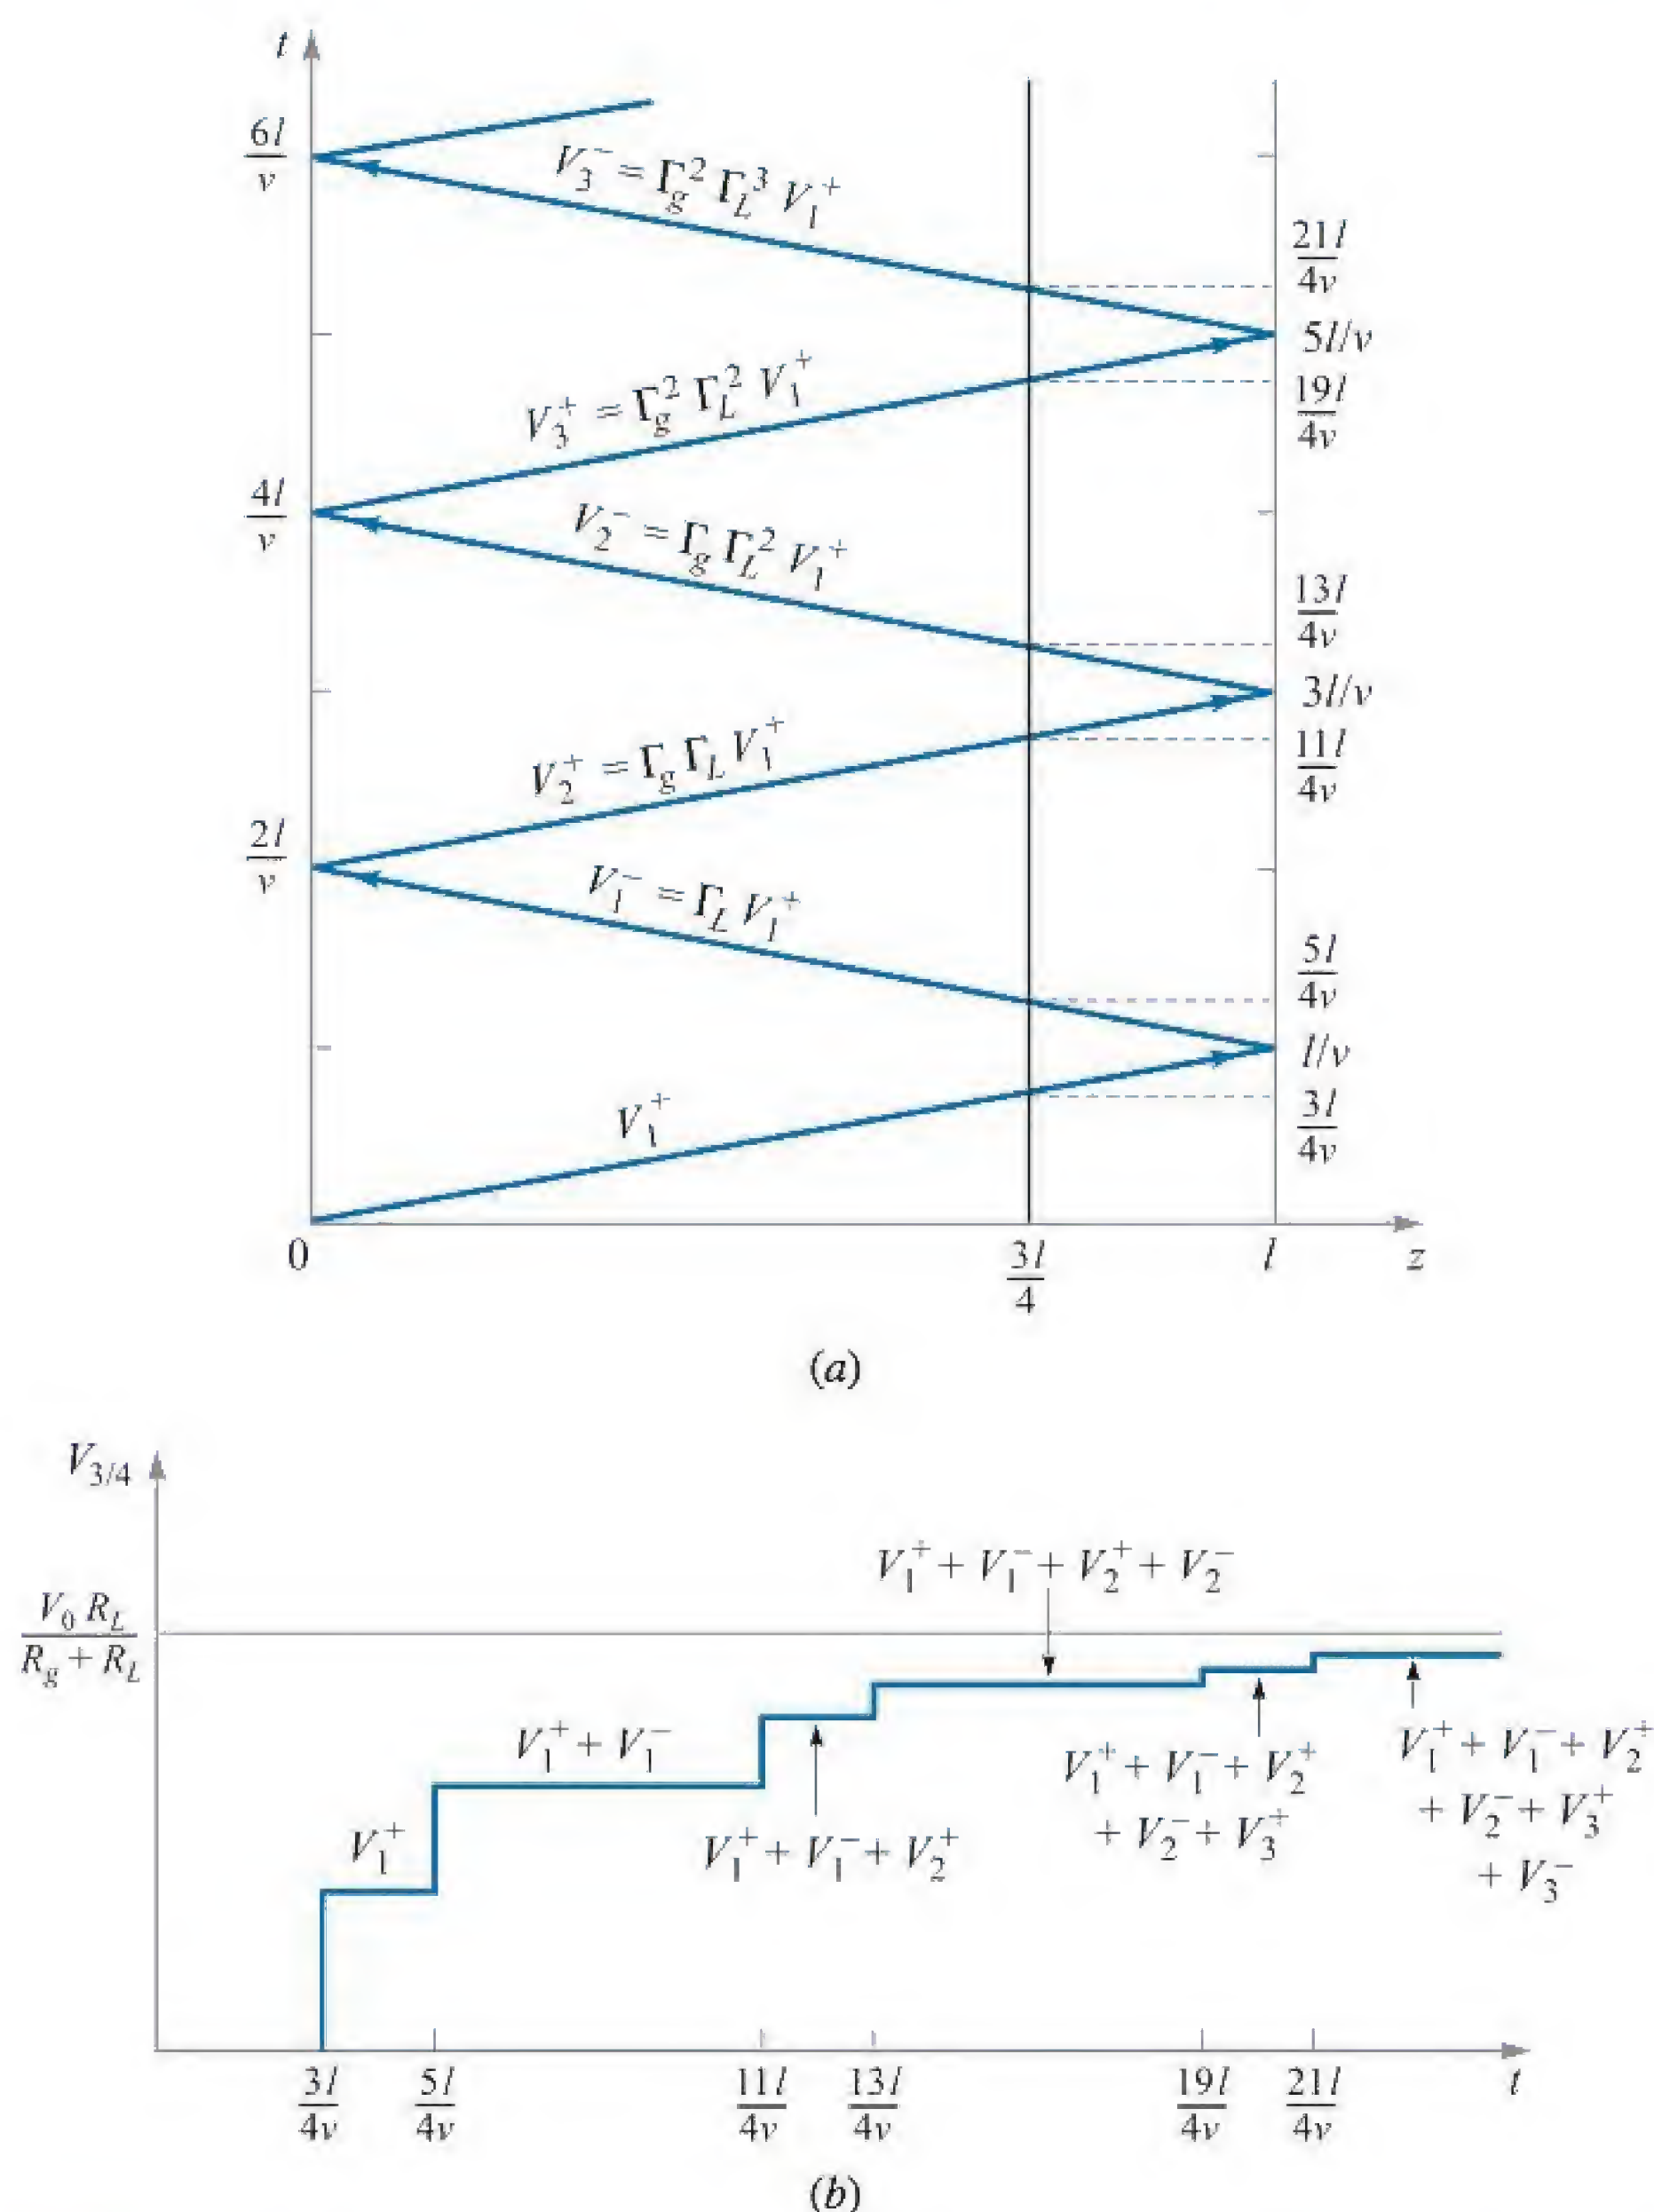 t
6l/v
V₃⁻ = Γg² ΓL³ V₁⁺
21l/4v
5l/v
V₃⁺ = Γg² ΓL² V₁⁺
19l/4v
4l/v
V₂⁻ = Γg ΓL² V₁⁺
13l/4v
3l/v
V₂⁺ = Γg ΓL V₁⁺
11l/4v
2l/v
V₁⁻ = ΓL V₁⁺
5l/4v
l/v
V₁⁺
3l/4v
0 3l/4 l z
(a)
V3/4
V₁⁺ + V₁⁻ + V₂⁺ + V₂⁻
V₀ RL / Rg + RL
V₁⁺ + V₁⁻
V₁⁺
V₁⁺ + V₁⁻ + V₂⁺
V₁⁺ + V₁⁻ + V₂⁺
+ V₂⁻ + V₃⁺
V₁⁺ + V₁⁻ + V₂⁺
+ V₂⁻ + V₃⁺
+ V₃⁻
3l/4v 5l/4v 11l/4v 13l/4v 19l/4v 21l/4v t
(b)